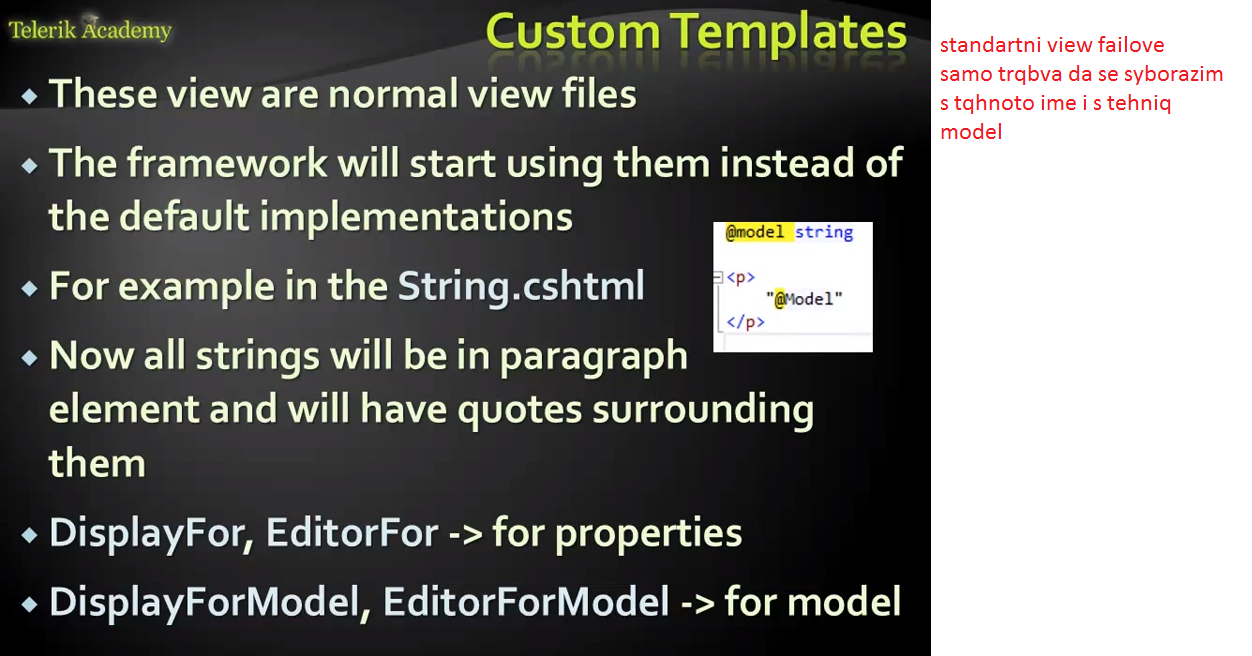 Telerik Academy
Custom Templates
These view are normal view files
The framework will start using them instead of
the default implementations
For example in the String.cshtml
@model string
<p>
"@Model"
</p>
Now all strings will be in paragraph
element and will have quotes surrounding
them
DisplayFor, EditorFor -> for properties
DisplayForModel, EditorForModel -> for model
standartni view failove
samo trqbva da se syborazim
s tqhnoto ime i s tehniq
model